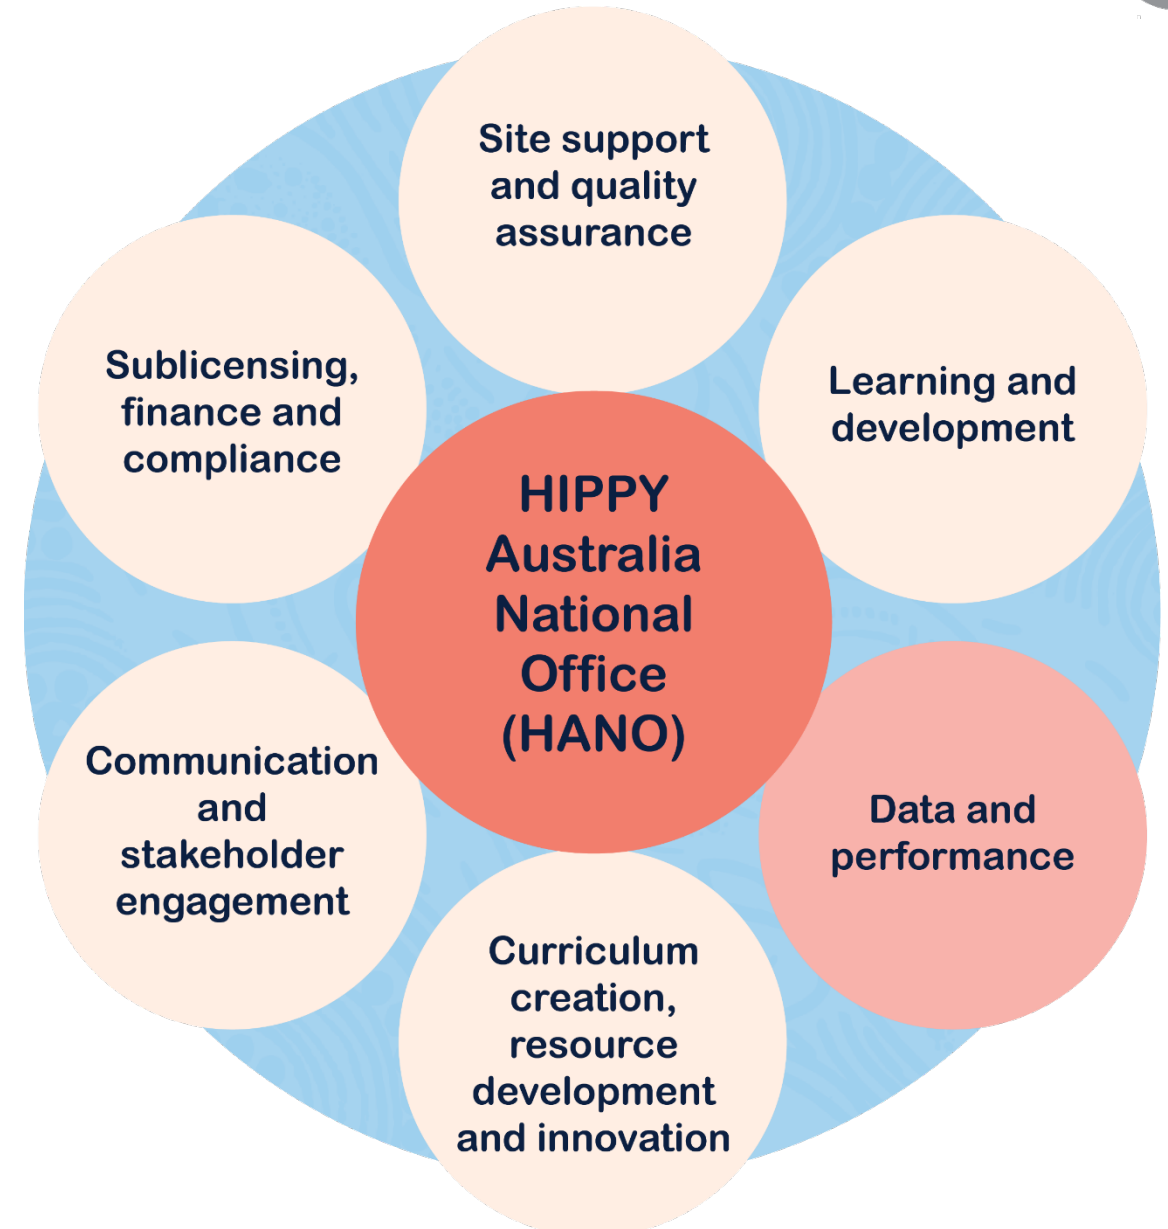 Site support
and quality
assurance
Sublicensing,
finance and
compliance
Learning and
development
HIPPY
Australia
National
Office
(HANO)
Communication
and
stakeholder
engagement
Data and
performance
Curriculum
creation,
resource
development
and innovation